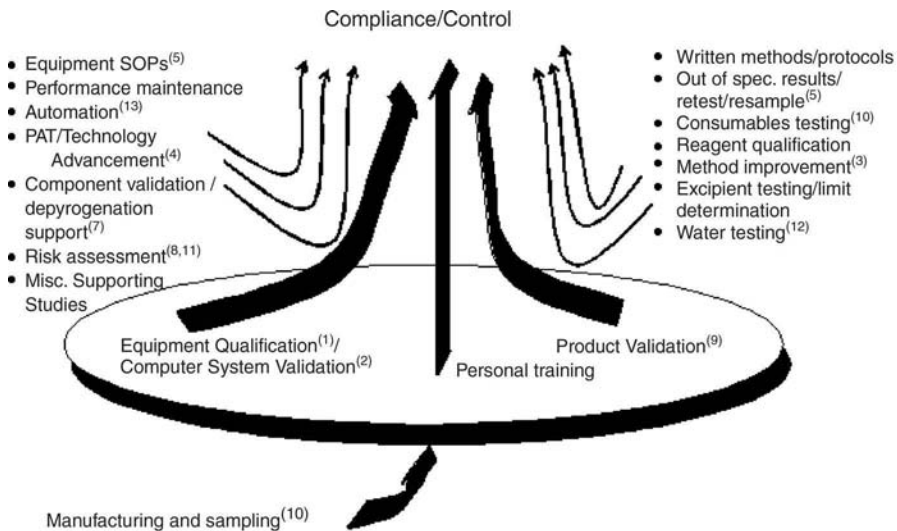 Compliance/Control
• Equipment SOPs(5)
• Performance maintenance
• Automation(13)
• PAT/Technology
Advancement(4)
• Component validation /
depyrogenation
support(7)
• Risk assessment(8,11)
• Misc. Supporting
Studies
• Written methods/protocols
• Out of spec. results/
retest/resample(5)
• Consumables testing(10)
• Reagent qualification
• Method improvement(3)
• Excipient testing/limit
determination
• Water testing(12)
Equipment Qualification(1)/
Computer System Validation(2)
Personal training
Product Validation(9)
Manufacturing and sampling(10)